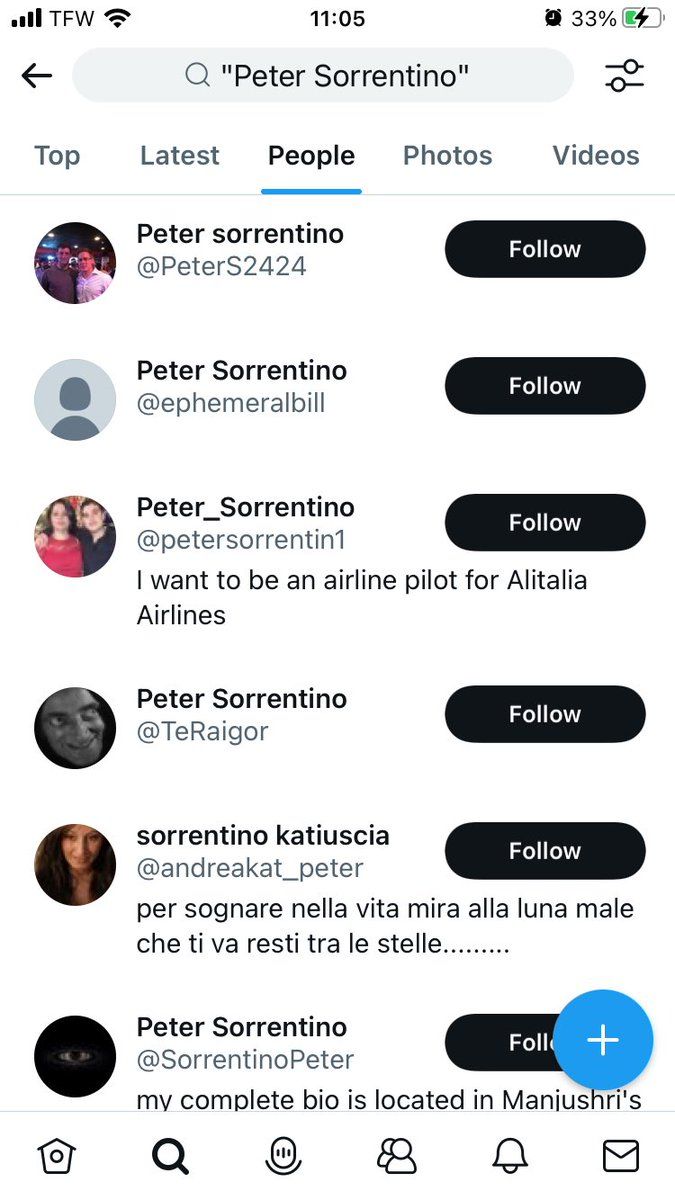 TFW 11:05 33%
"Peter Sorrentino"
Top Latest People Photos Videos
Peter sorrentino
@PeterS2424
Follow
Peter Sorrentino
@ephemeralbill
Follow
Peter_Sorrentino
@petersorrentin1
Follow
I want to be an airline pilot for Alitalia
Airlines
Peter Sorrentino
@TeRaigor
Follow
sorrentino katiuscia
@andreakat_peter
Follow
per sognare nella vita mira alla luna male
che ti va resti tra le stelle.........
Peter Sorrentino
@SorrentinoPeter
my complete bio is located in Manjushri's